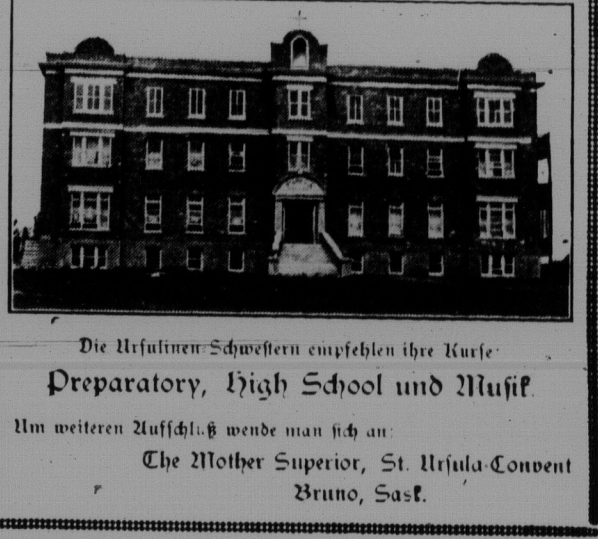 Die Ursulinen-Schwestern empfehlen ihre Kurse
Preparatory, High School und Musik.
Um weiteren Aufschluß wende man sich an:
The Mother Superior, St. Ursula-Convent
Bruno, Sask.